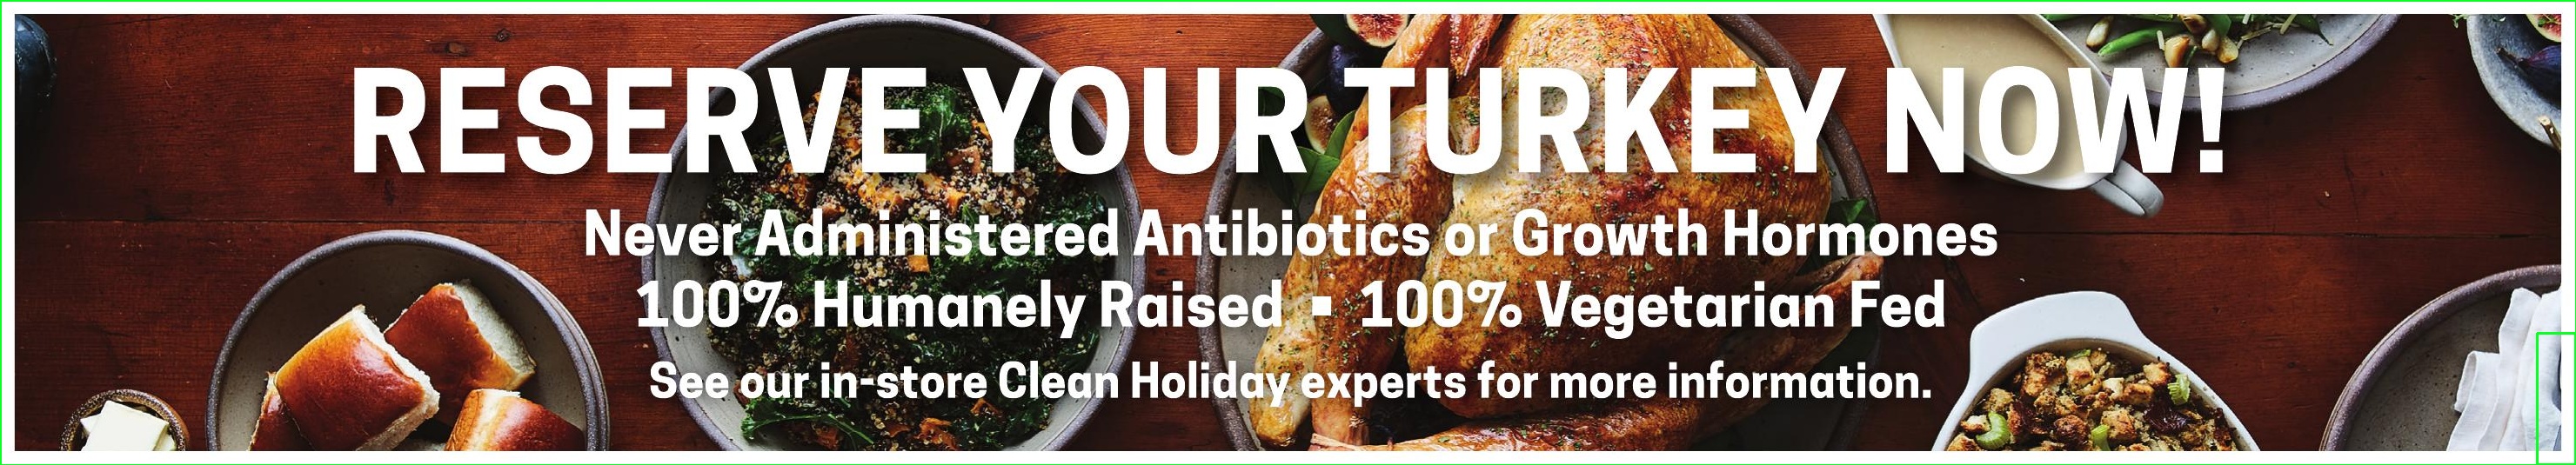 RESERVE YOUR TURKEY NOW!
Never Administered Antibiotics or Growth Hormones
100% Humanely Raised ▪ 100% Vegetarian Fed
See our in-store Clean Holiday experts for more information.